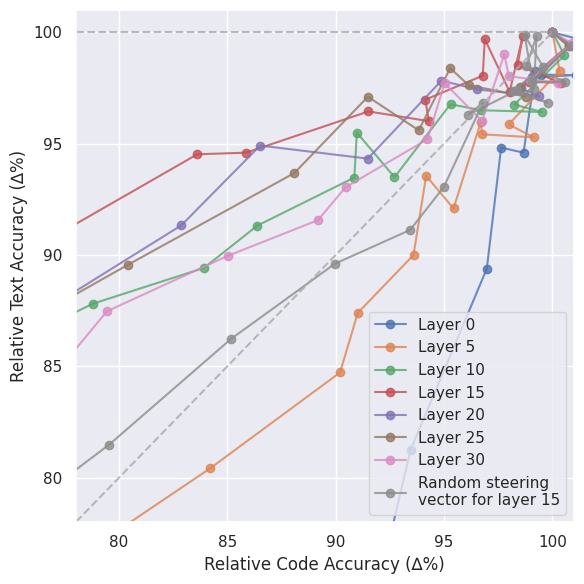 100
95
90
85
80
Relative Text Accuracy (Δ%)
Layer 0
Layer 5
Layer 10
Layer 15
Layer 20
Layer 25
Layer 30
Random steering
vector for layer 15
80
85
90
95
100
Relative Code Accuracy (Δ%)